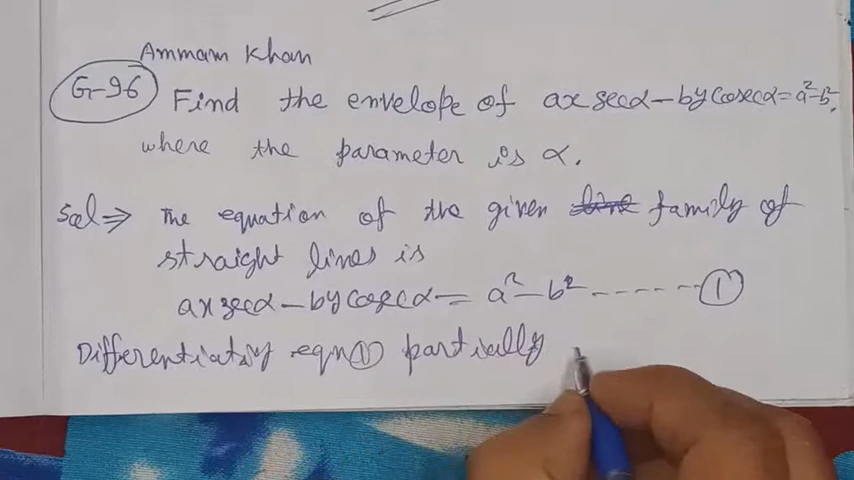 Ammam Khan
G-96 Find the envelope of ax secα - by cosecα = a²-b²,
where the parameter is α.
Sol ⇒ The equation of the given family of
straight lines is
ax secα - by cosecα = a² - b² ------ ①
Differentiating eqn ① partially